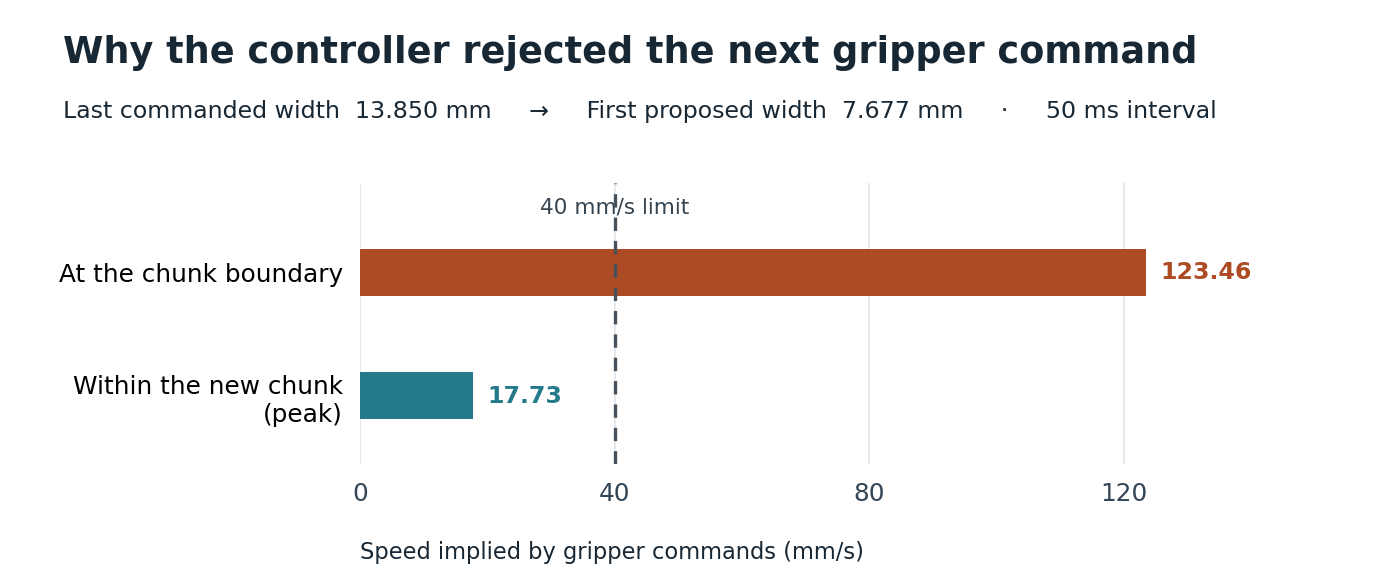 Why the controller rejected the next gripper command
Last commanded width 13.850 mm → First proposed width 7.677 mm · 50 ms interval
40 mm/s limit
At the chunk boundary
123.46
Within the new chunk
(peak)
17.73
0 40 80 120
Speed implied by gripper commands (mm/s)